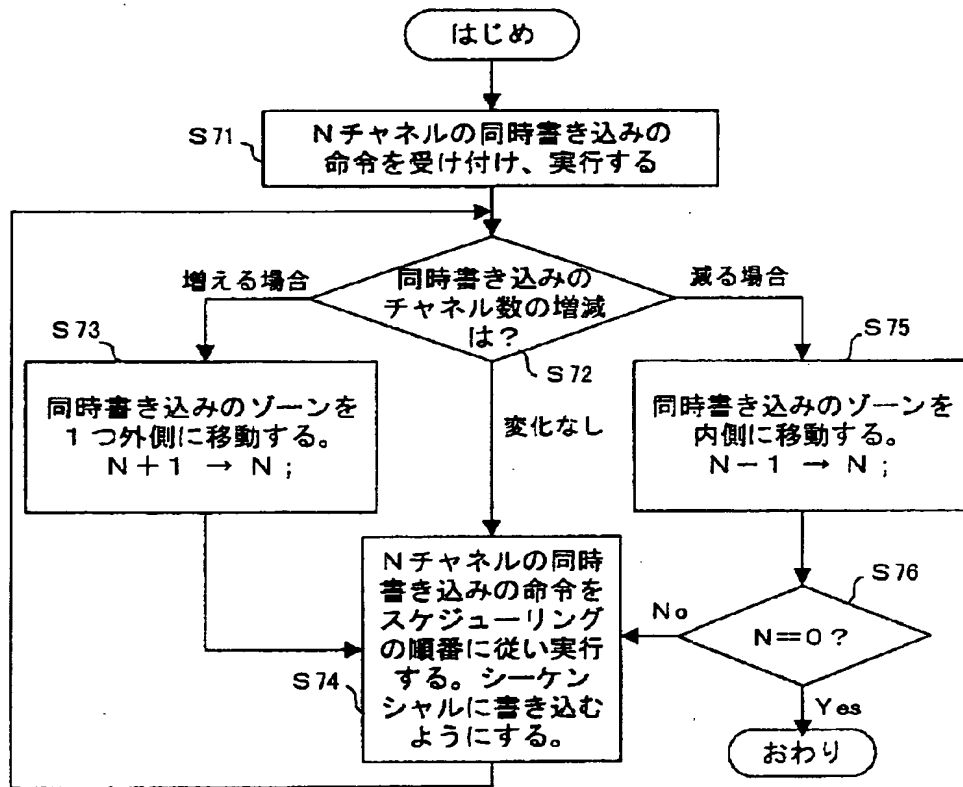 はじめ
S71
Nチャネルの同時書き込みの
命令を受け付け、実行する
増える場合
同時書き込みの
チャネル数の増減
は?
減る場合
S72
S73
同時書き込みのゾーンを
1つ外側に移動する。
N+1 → N;
変化なし
S75
同時書き込みのゾーンを
内側に移動する。
N-1 → N;
S74
Nチャネルの同時
書き込みの命令を
スケジューリング
の順番に従い実行
する。シーケン
シャルに書き込む
ようにする。
S76
N==0?
No
Yes
おわり